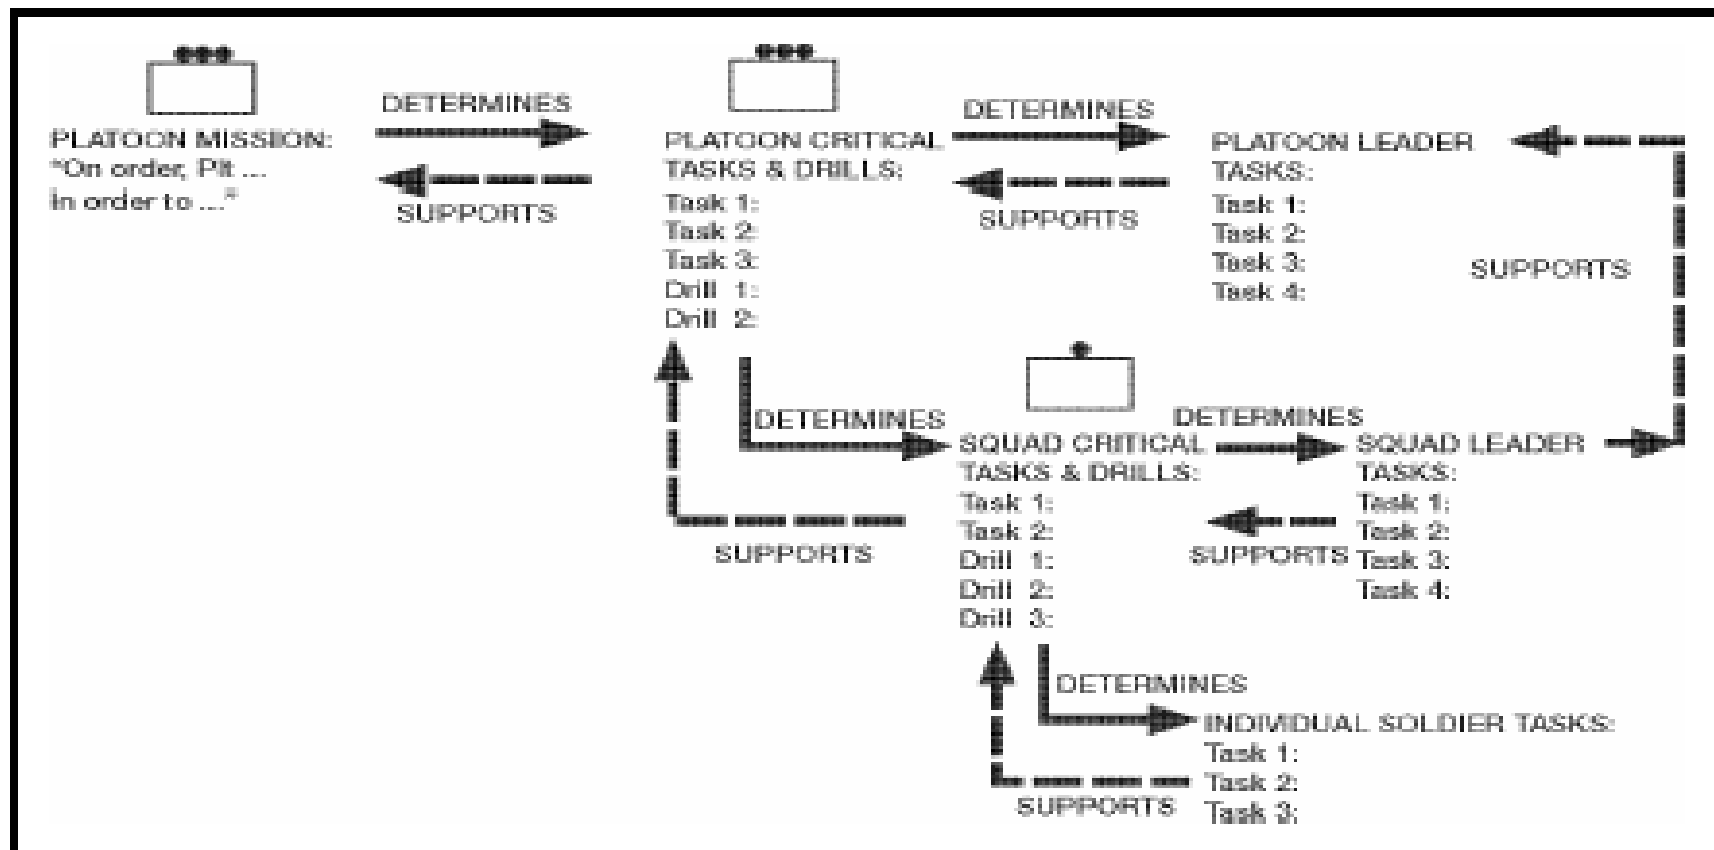 DETERMINES
PLATOON MISSION:
"On order, Plt ...
in order to ...."
SUPPORTS
PLATOON CRITICAL
TASKS & DRILLS:
Task 1:
Task 2:
Task 3:
Drill 1:
Drill 2:
DETERMINES
SUPPORTS
PLATOON LEADER
TASKS:
Task 1:
Task 2:
Task 3:
Task 4:
SUPPORTS
DETERMINES
SUPPORTS
SQUAD CRITICAL
TASKS & DRILLS:
Task 1:
Task 2:
Drill 1:
Drill 2:
Drill 3:
DETERMINES
SUPPORTS
SQUAD LEADER
TASKS:
Task 1:
Task 2:
Task 3:
Task 4:
DETERMINES
SUPPORTS
INDIVIDUAL SOLDIER TASKS:
Task 1:
Task 2:
Task 3: